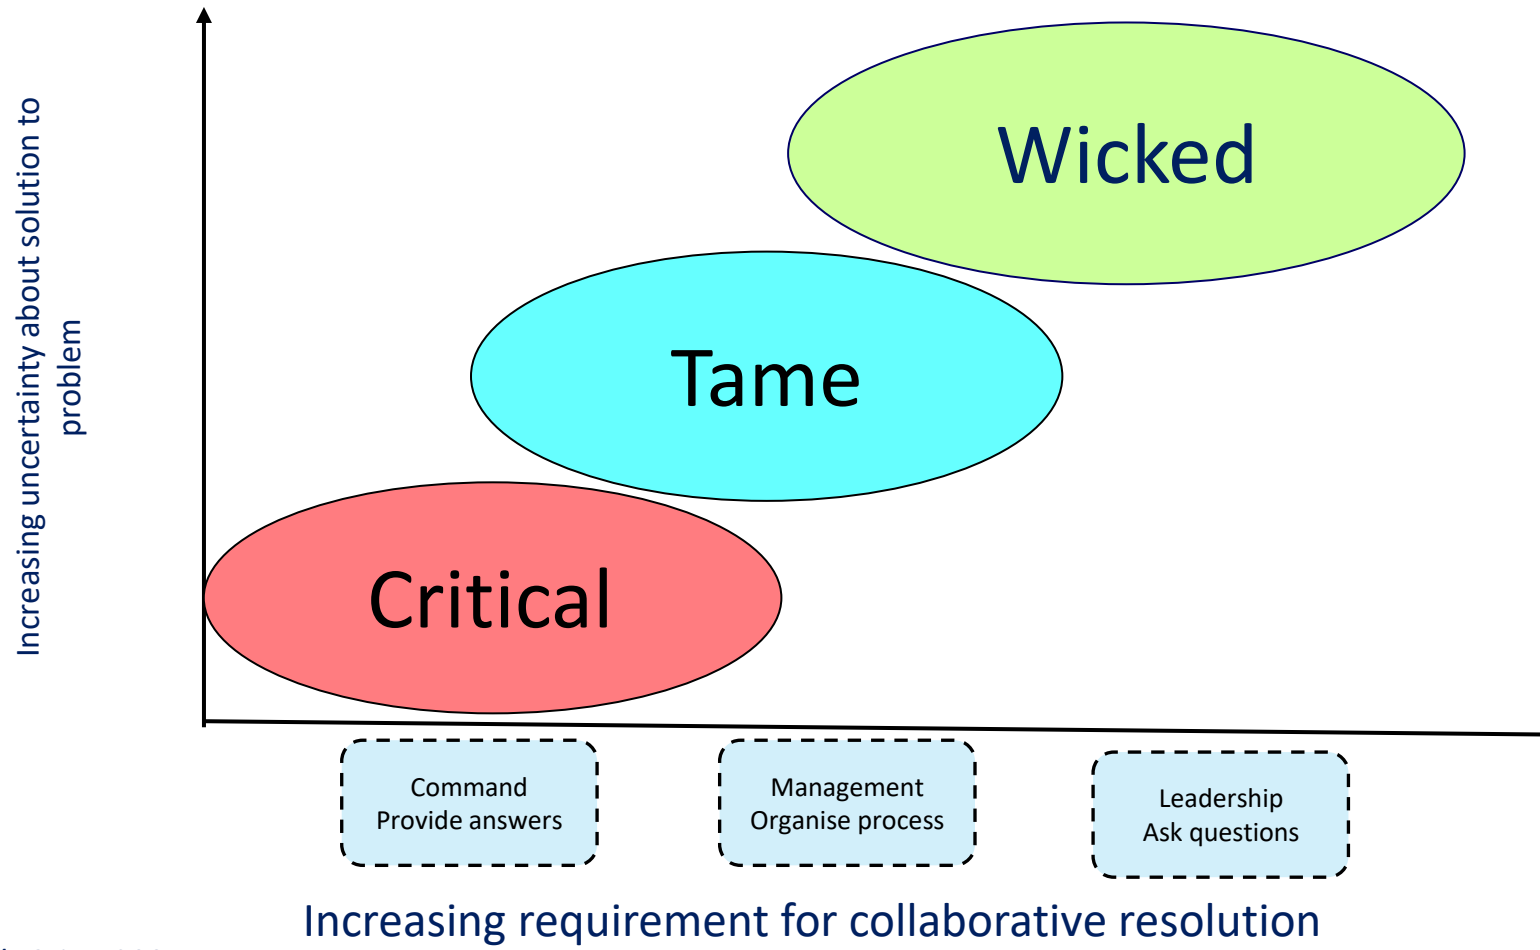 Increasing uncertainty about solution to
problem
Wicked
Tame
Critical
Command
Provide answers
Management
Organise process
Leadership
Ask questions
Increasing requirement for collaborative resolution